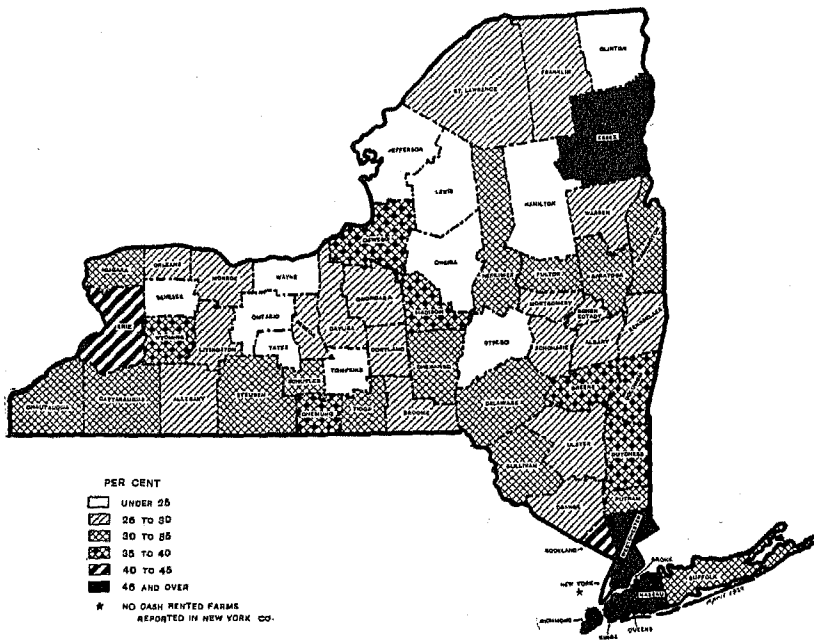 CLINTON
FRANKLIN
ST. LAWRENCE
ESSEX
JEFFERSON
LEWIS
HAMILTON
WARREN
OSWEGO
ONEIDA
HERKIMER
FULTON
SARATOGA
NIAGARA
ORLEANS
MONROE
WAYNE
MONTGOMERY
GENESEE
ONONDAGA
MADISON
ERIE
ONTARIO
CAYUGA
WYOMING
LIVINGSTON
YATES
OTSEGO
SCHOHARIE
ALBANY
CORTLAND
CHENANGO
TOMPKINS
SCHUYLER
CHAUTAUQUA
CATTARAUGUS
ALLEGANY
STEUBEN
CHEMUNG
TIOGA
BROOME
DELAWARE
GREENE
ULSTER
DUTCHESS
SULLIVAN
PUTNAM
ORANGE
PER CENT
UNDER 25
25 TO 30
30 TO 35
35 TO 40
40 TO 45
45 AND OVER
★ NO CASH RENTED FARMS
REPORTED IN NEW YORK CO.
ROCKLAND
BRONX
NEW YORK
SUFFOLK
NASSAU
RICHMOND
KINGS
QUEENS